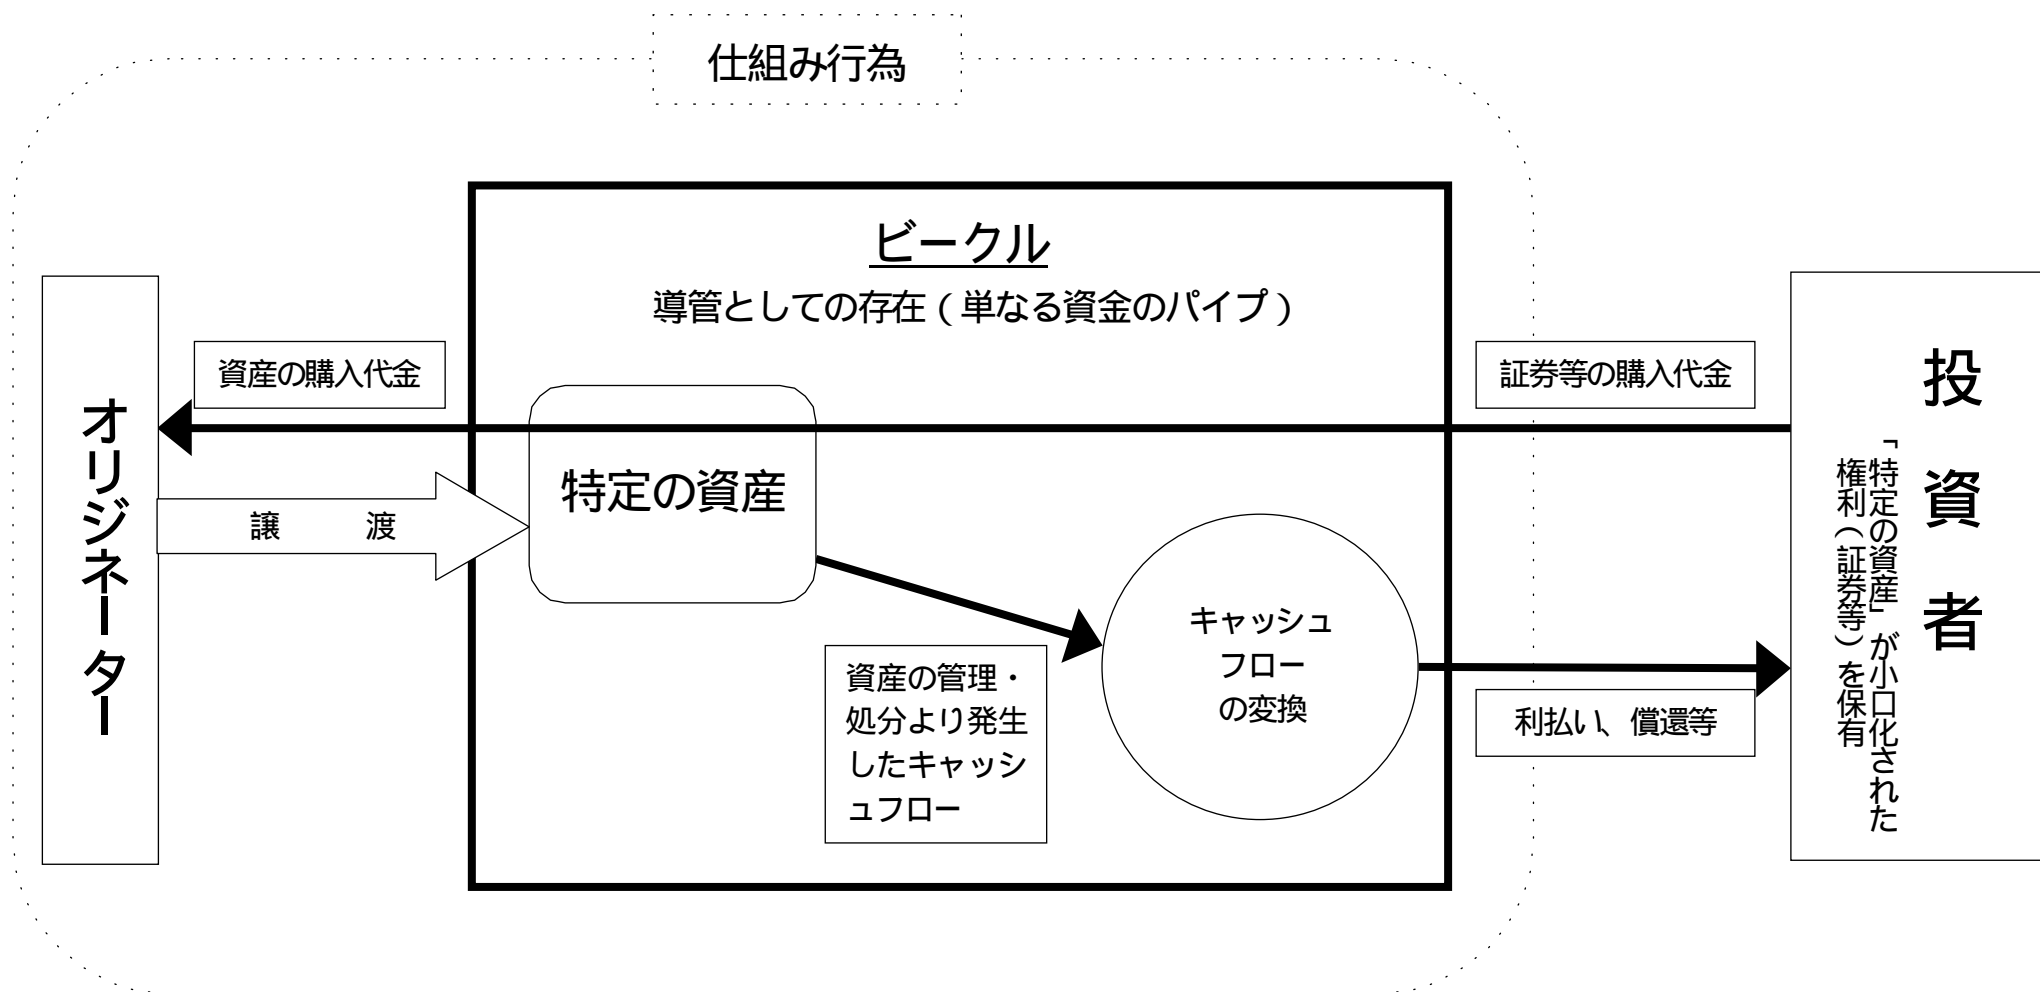 仕組み行為
ビークル
導管としての存在(単なる資金のパイプ)
オリジネーター
資産の購入代金
譲 渡
特定の資産
資産の管理・
処分より発生
したキャッシ
ュフロー
キャッシュ
フロー
の変換
証券等の購入代金
利払い、償還等
投資者
「特定の資産」が小口化された
権利(証券等)を保有